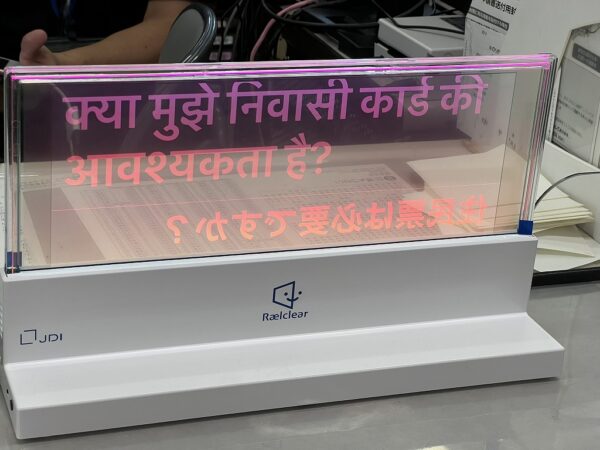 क्या मुझे निवासी कार्ड की
आवश्यकता है?
住民票は必要ですか？
Rælclear
JDI